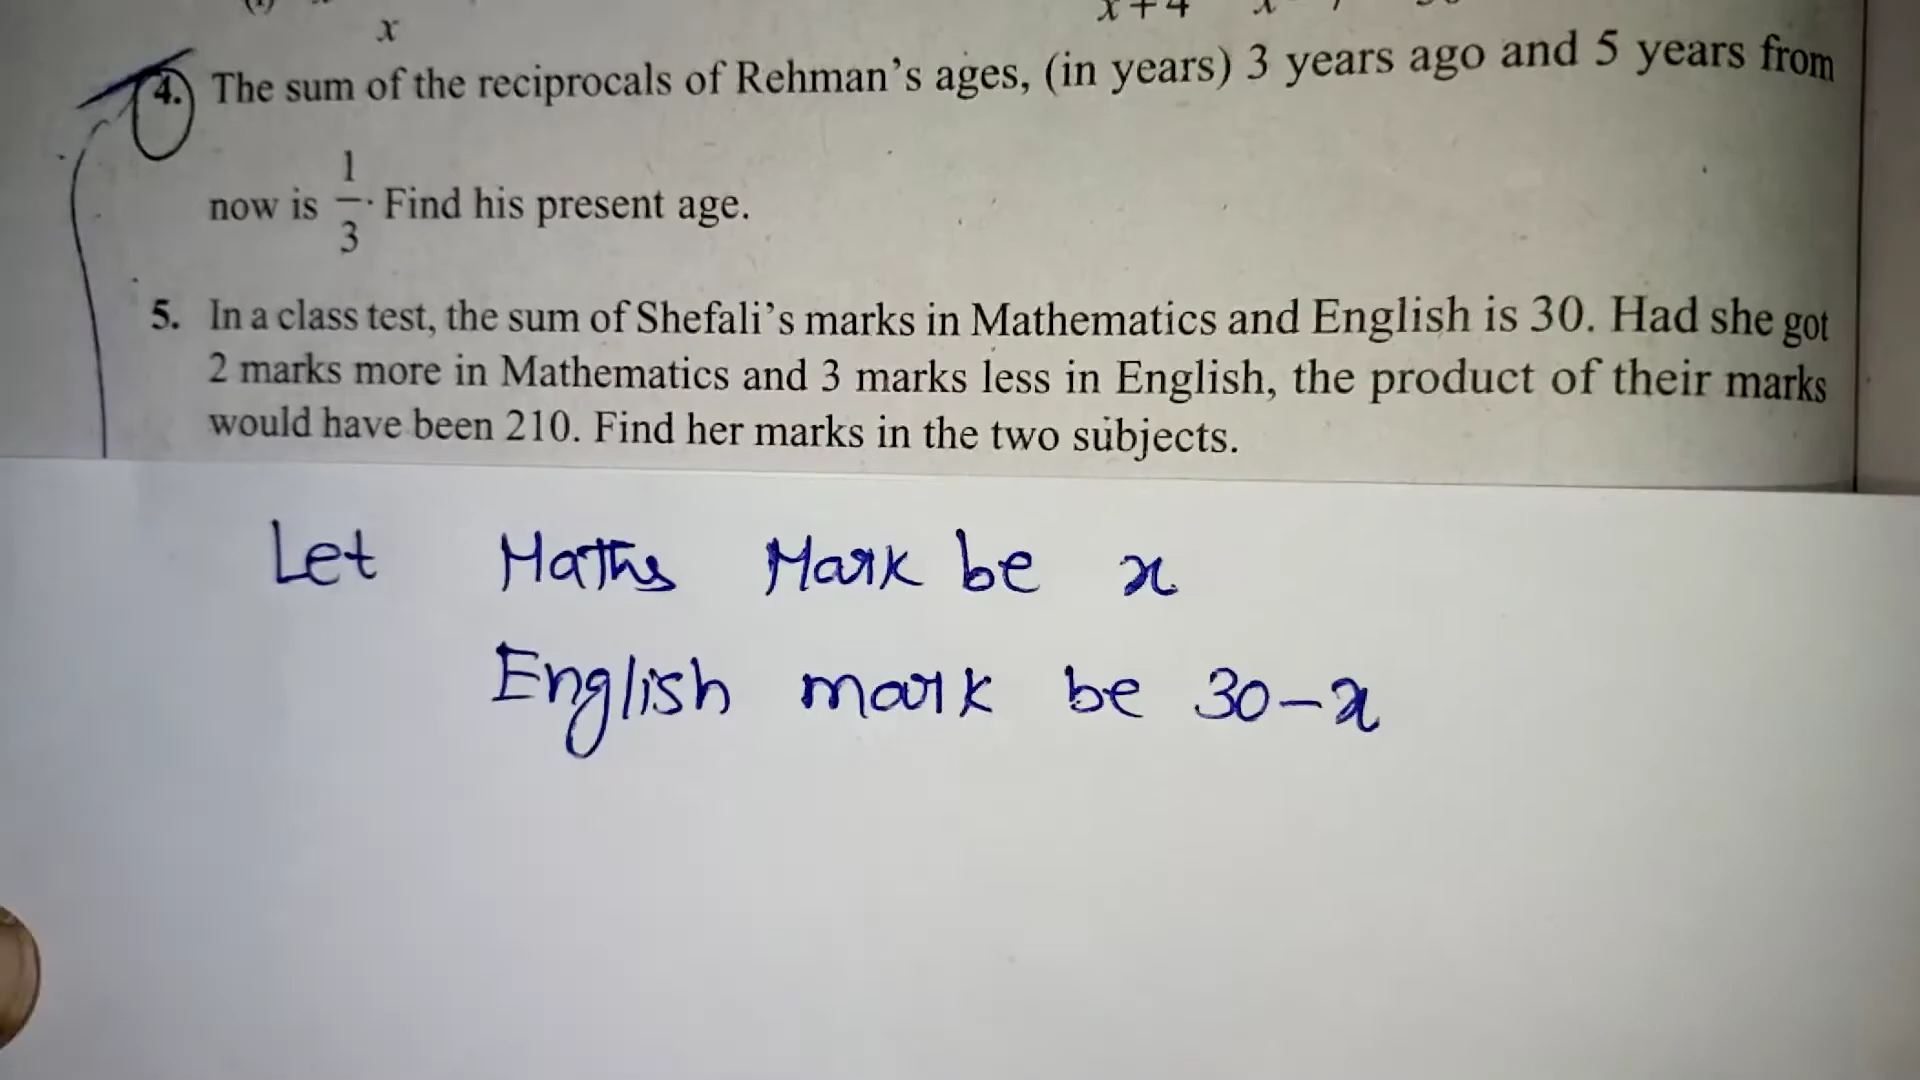 x
4. The sum of the reciprocals of Rehman's ages, (in years) 3 years ago and 5 years from
now is 1/3. Find his present age.
5. In a class test, the sum of Shefali's marks in Mathematics and English is 30. Had she got
2 marks more in Mathematics and 3 marks less in English, the product of their marks
would have been 210. Find her marks in the two subjects.
Let Maths Mark be x
English mark be 30-x